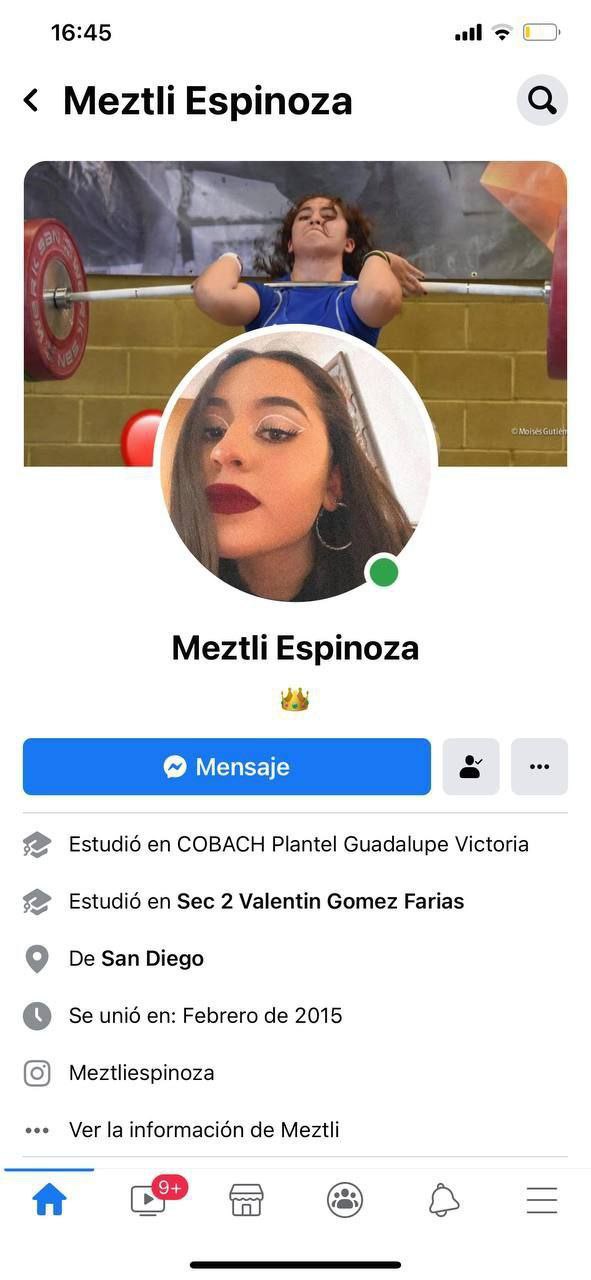 16:45
Meztli Espinoza
© Moisés Gutiérr
Meztli Espinoza
Mensaje
Estudió en COBACH Plantel Guadalupe Victoria
Estudió en Sec 2 Valentin Gomez Farias
De San Diego
Se unió en: Febrero de 2015
Meztliespinoza
Ver la información de Meztli
9+